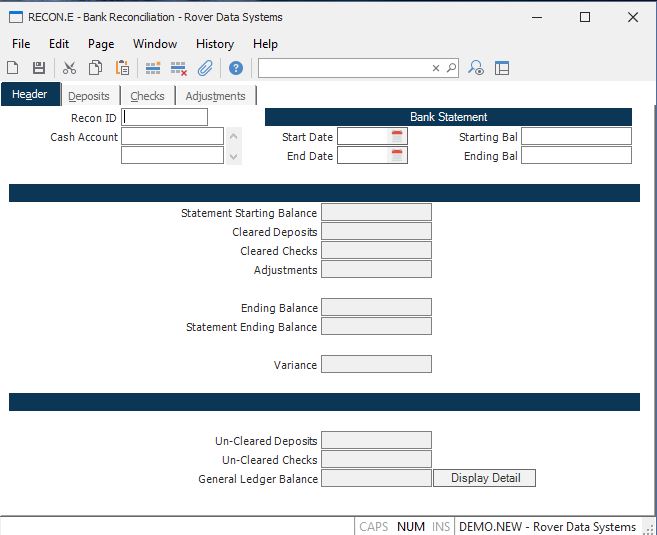 RECON.E - Bank Reconciliation - Rover Data Systems
File Edit Page Window History Help
Header Deposits Checks Adjustments
Recon ID Bank Statement
Cash Account Start Date Starting Bal
End Date Ending Bal
Statement Starting Balance
Cleared Deposits
Cleared Checks
Adjustments
Ending Balance
Statement Ending Balance
Variance
Un-Cleared Deposits
Un-Cleared Checks
General Ledger Balance Display Detail
CAPS NUM INS DEMO.NEW - Rover Data Systems